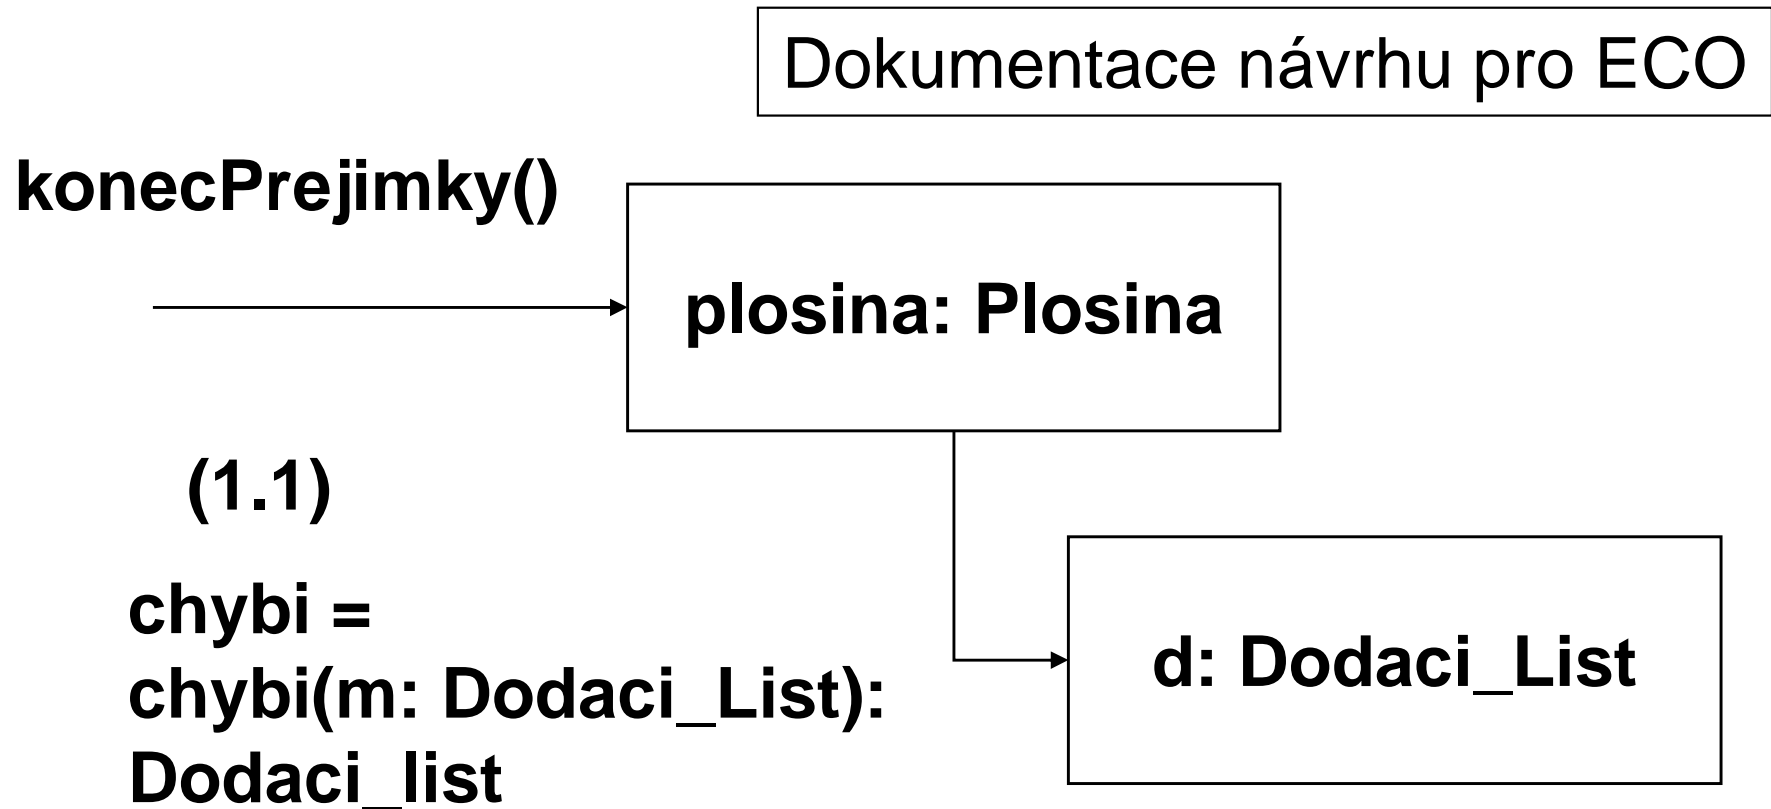 Dokumentace návrhu pro ECO
konecPrejimky()
plosina: Plosina
(1.1)
chybi =
chybi(m: Dodaci_List):
Dodaci_list
d: Dodaci_List